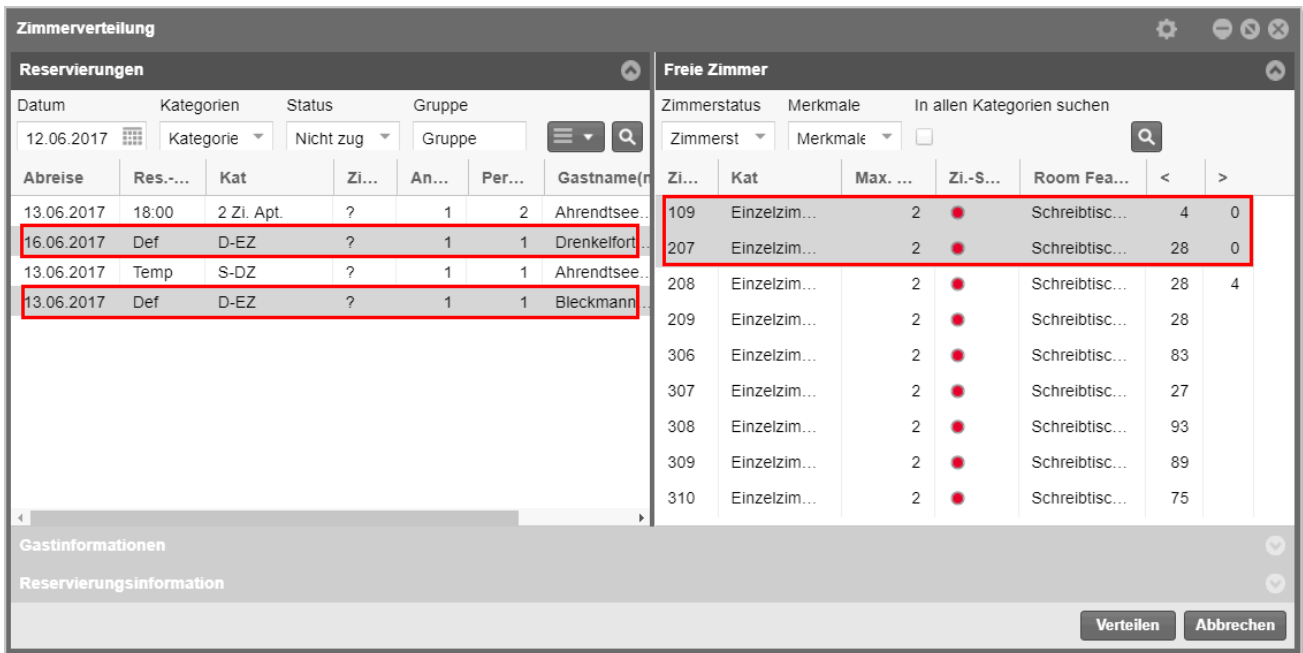 Zimmerverteilung
Reservierungen
Datum Kategorien Status Gruppe
12.06.2017 Kategorie Nicht zug Gruppe
Abreise Res.-... Kat Zi... An... Per... Gastname(n
13.06.2017 18:00 2 Zi. Apt. ? 1 2 Ahrendtsee...
16.06.2017 Def D-EZ ? 1 1 Drenkelfort...
13.06.2017 Temp S-DZ ? 1 1 Ahrendtsee...
13.06.2017 Def D-EZ ? 1 1 Bleckmann...
Freie Zimmer
Zimmerstatus Merkmale In allen Kategorien suchen
Zimmerst Merkmale
Zi... Kat Max. ... Zi.-S... Room Fea... < >
109 Einzelzim... 2 Schreibtisc... 4 0
207 Einzelzim... 2 Schreibtisc... 28 0
208 Einzelzim... 2 Schreibtisc... 28 4
209 Einzelzim... 2 Schreibtisc... 28
306 Einzelzim... 2 Schreibtisc... 83
307 Einzelzim... 2 Schreibtisc... 27
308 Einzelzim... 2 Schreibtisc... 93
309 Einzelzim... 2 Schreibtisc... 89
310 Einzelzim... 2 Schreibtisc... 75
Gastinformationen
Reservierungsinformation
Verteilen Abbrechen